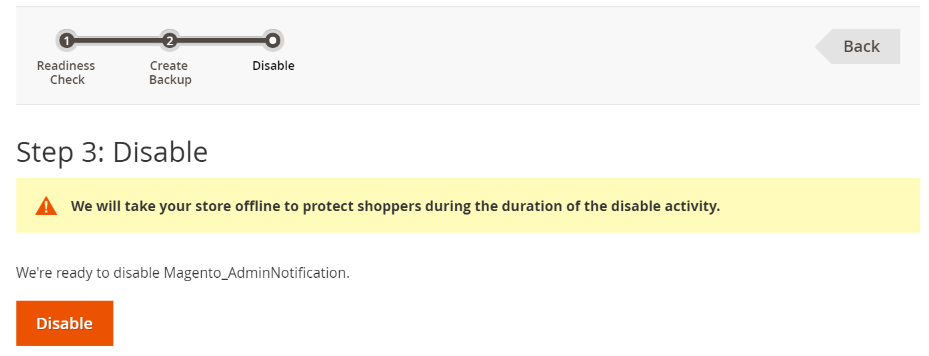 1
2
Back
Readiness
Check
Create
Backup
Disable
Step 3: Disable
We will take your store offline to protect shoppers during the duration of the disable activity.
We're ready to disable Magento_AdminNotification.
Disable